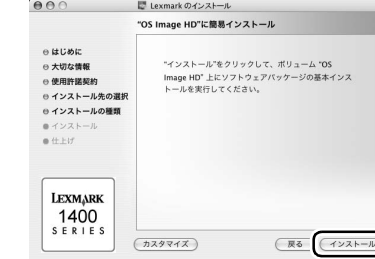 Lexmark のインストール
"OS Image HD"に簡易インストール
はじめに
大切な情報
使用許諾契約
インストール先の選択
インストールの種類
インストール
仕上げ
"インストール"をクリックして、ボリューム "OS
Image HD" 上にソフトウェアパッケージの基本インス
トールを実行してください。
LEXMARK
1400
SERIES
カスタマイズ
戻る
インストール